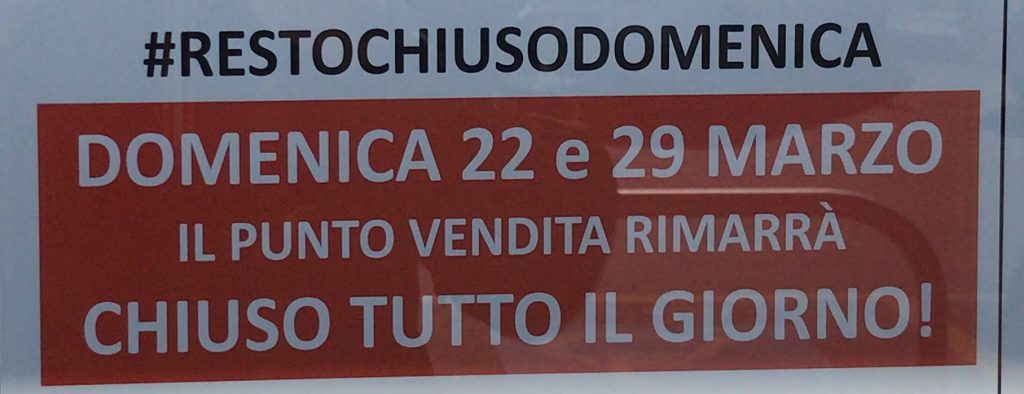 #RESTOCHIUSODOMENICA
DOMENICA 22 e 29 MARZO
IL PUNTO VENDITA RIMARRÀ
CHIUSO TUTTO IL GIORNO!